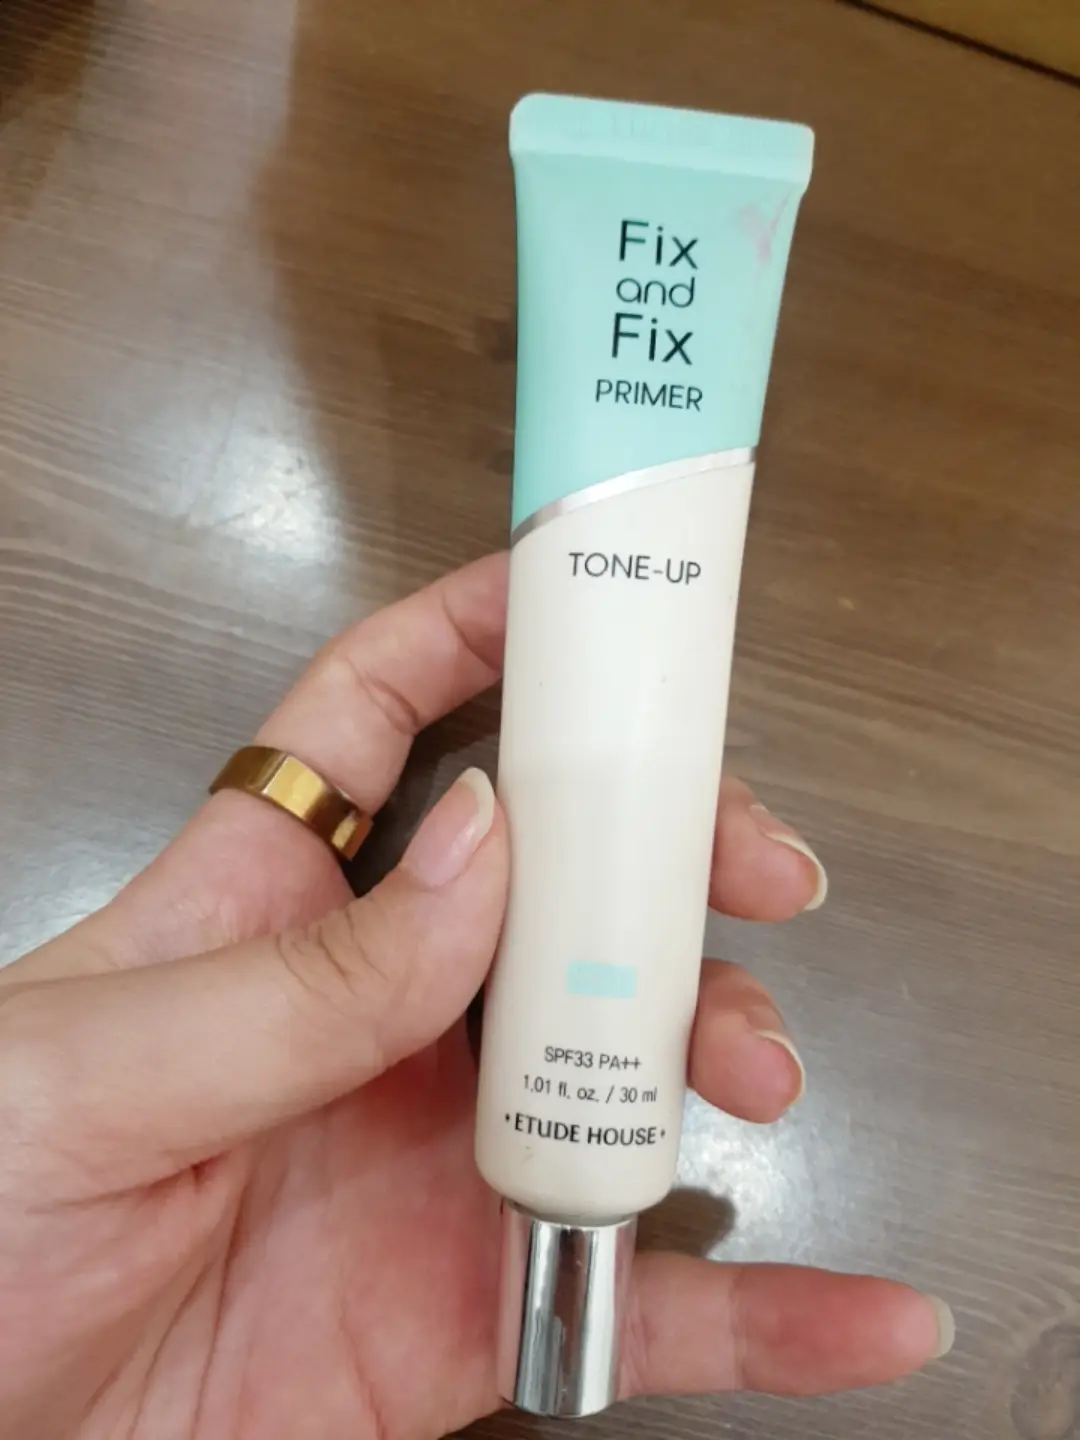 Fix
and
Fix
PRIMER
TONE-UP
SPF33 PA++
1.01 fl. oz. / 30 ml
•ETUDE HOUSE•